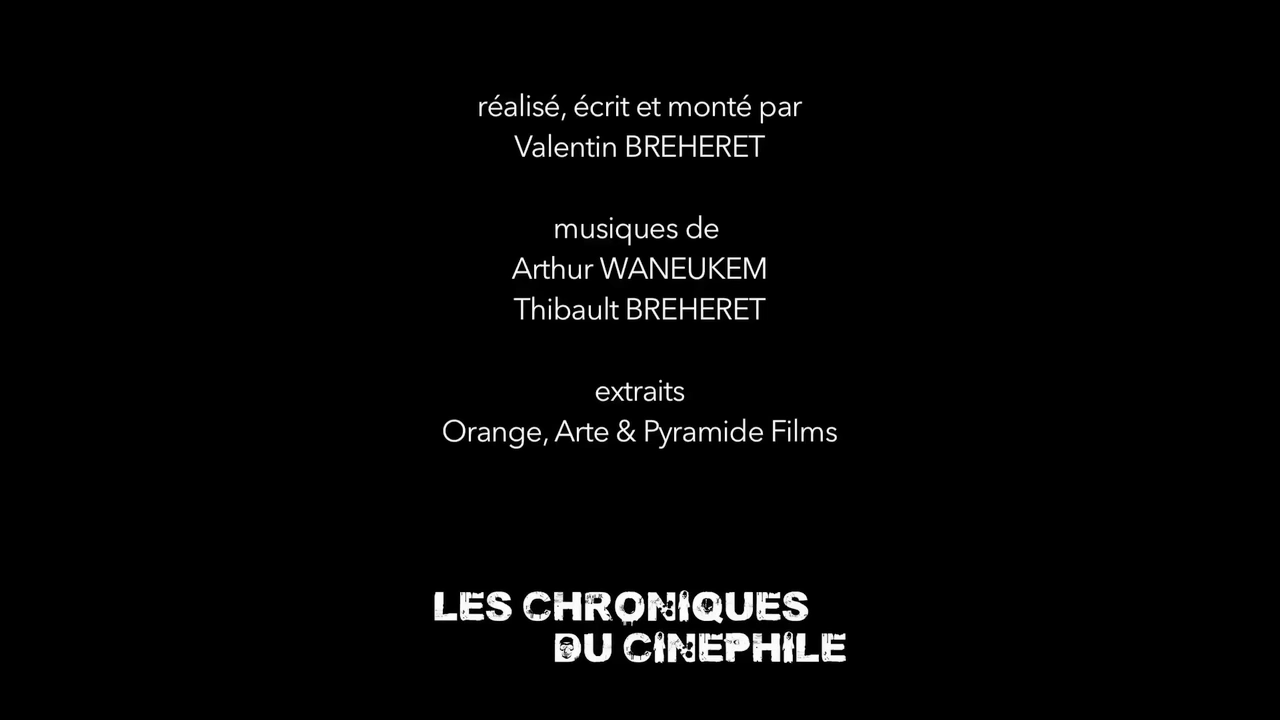 réalisé, écrit et monté par
Valentin BREHERET
musiques de
Arthur WANEUKEM
Thibault BREHERET
extraits
Orange, Arte & Pyramide Films
LES CHRONIQUES
DU CINEPHILE